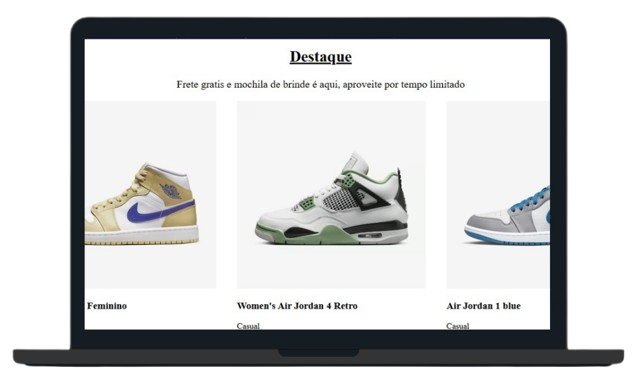 Destaque
Frete gratis e mochila de brinde é aqui, aproveite por tempo limitado
Feminino
Women's Air Jordan 4 Retro
Air Jordan 1 blue
Casual
Casual